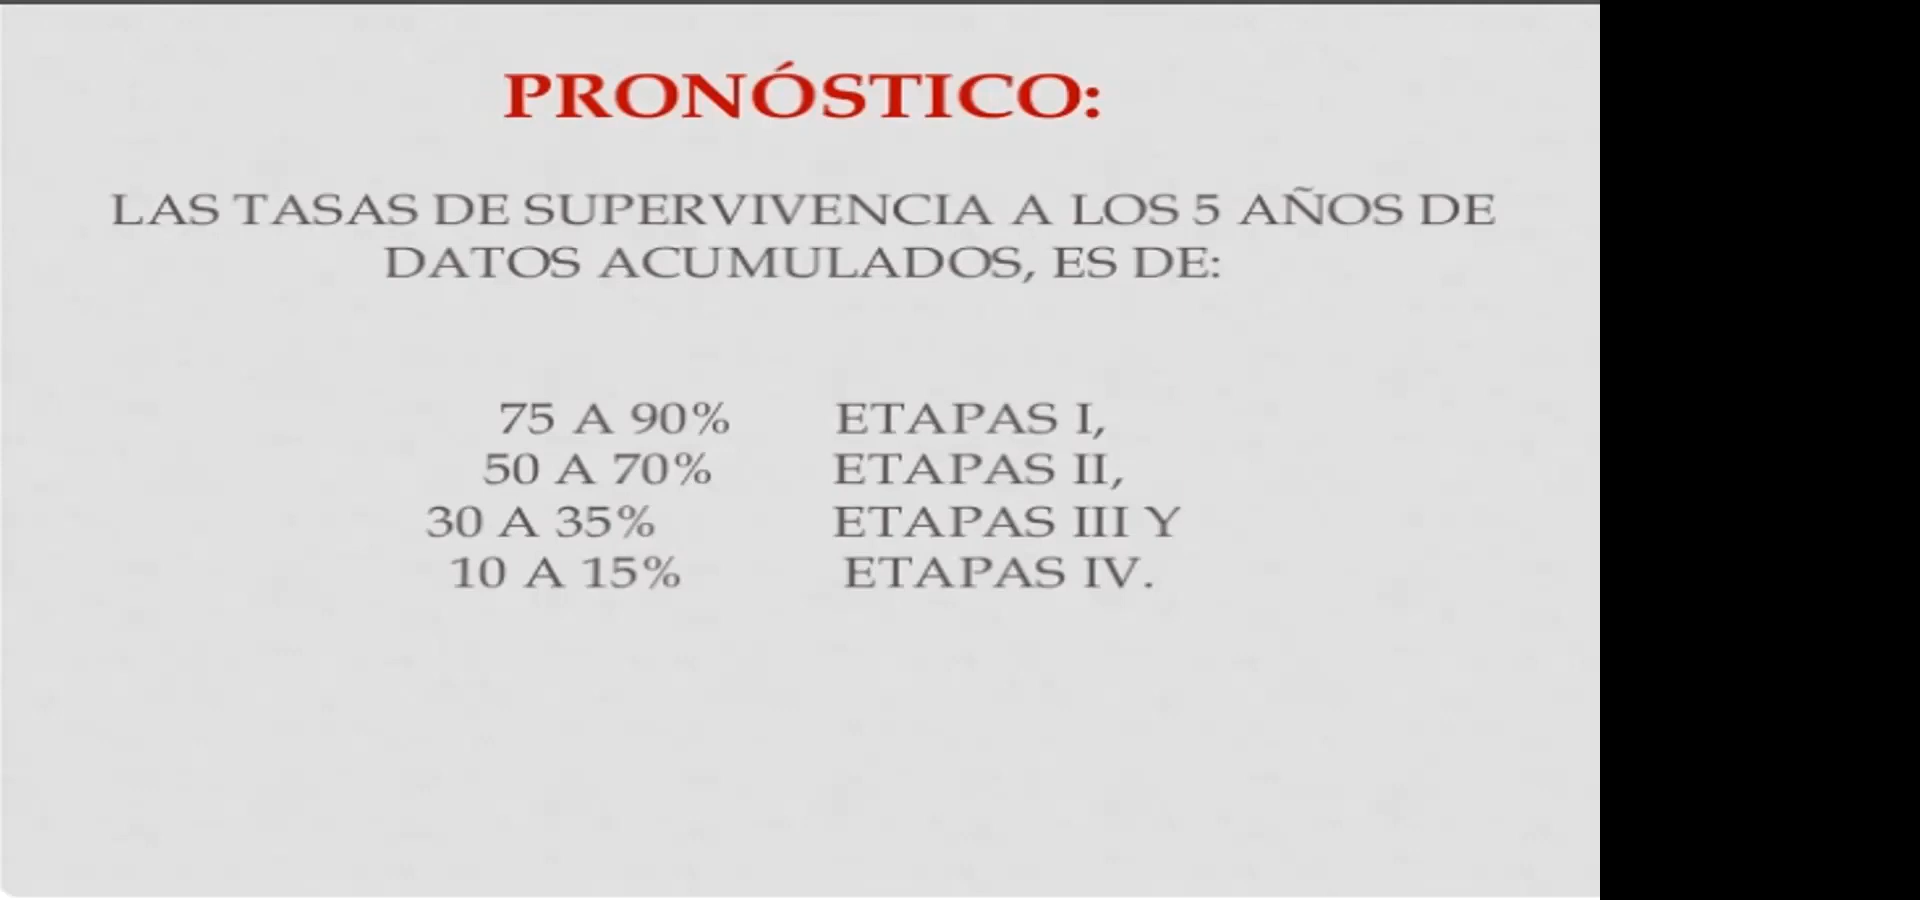 PRONÓSTICO:
LAS TASAS DE SUPERVIVENCIA A LOS 5 AÑOS DE
DATOS ACUMULADOS, ES DE:
75 A 90% ETAPAS I,
50 A 70% ETAPAS II,
30 A 35% ETAPAS III Y
10 A 15% ETAPAS IV.